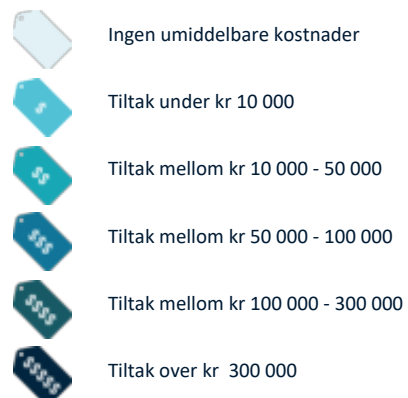 Ingen umiddelbare kostnader
$ Tiltak under kr 10 000
$$ Tiltak mellom kr 10 000 - 50 000
$$$ Tiltak mellom kr 50 000 - 100 000
$$$$ Tiltak mellom kr 100 000 - 300 000
$$$$$ Tiltak over kr  300 000